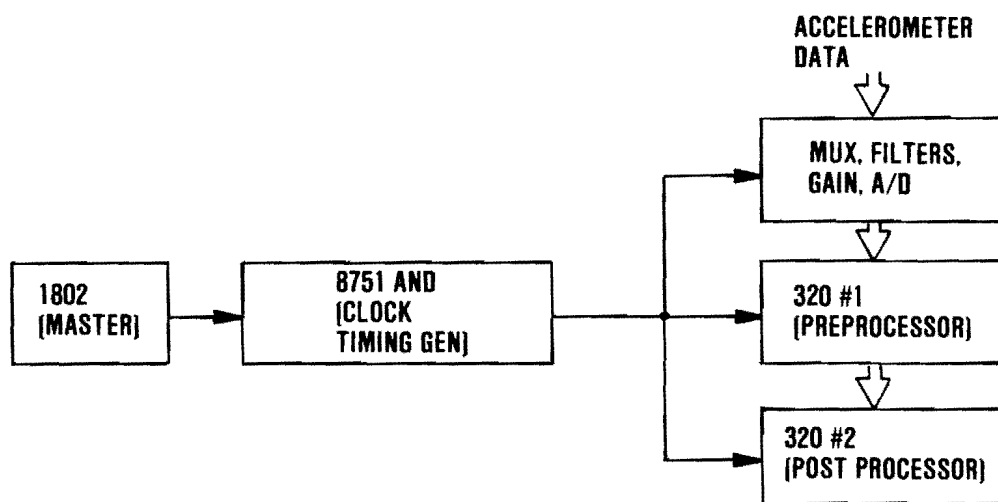 ACCELEROMETER
DATA
MUX, FILTERS,
GAIN, A/D
1802
(MASTER)
8751 AND
(CLOCK
TIMING GEN)
320 #1
(PREPROCESSOR)
320 #2
(POST PROCESSOR)